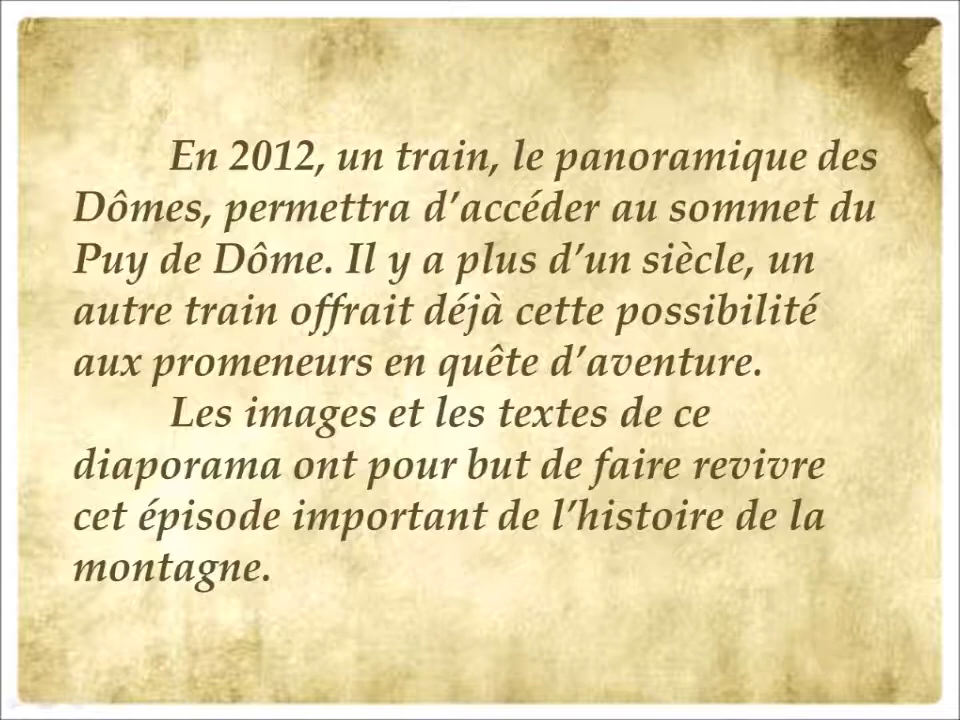 En 2012, un train, le panoramique des
Dômes, permettra d’accéder au sommet du
Puy de Dôme. Il y a plus d’un siècle, un
autre train offrait déjà cette possibilité
aux promeneurs en quête d’aventure.
Les images et les textes de ce
diaporama ont pour but de faire revivre
cet épisode important de l’histoire de la
montagne.